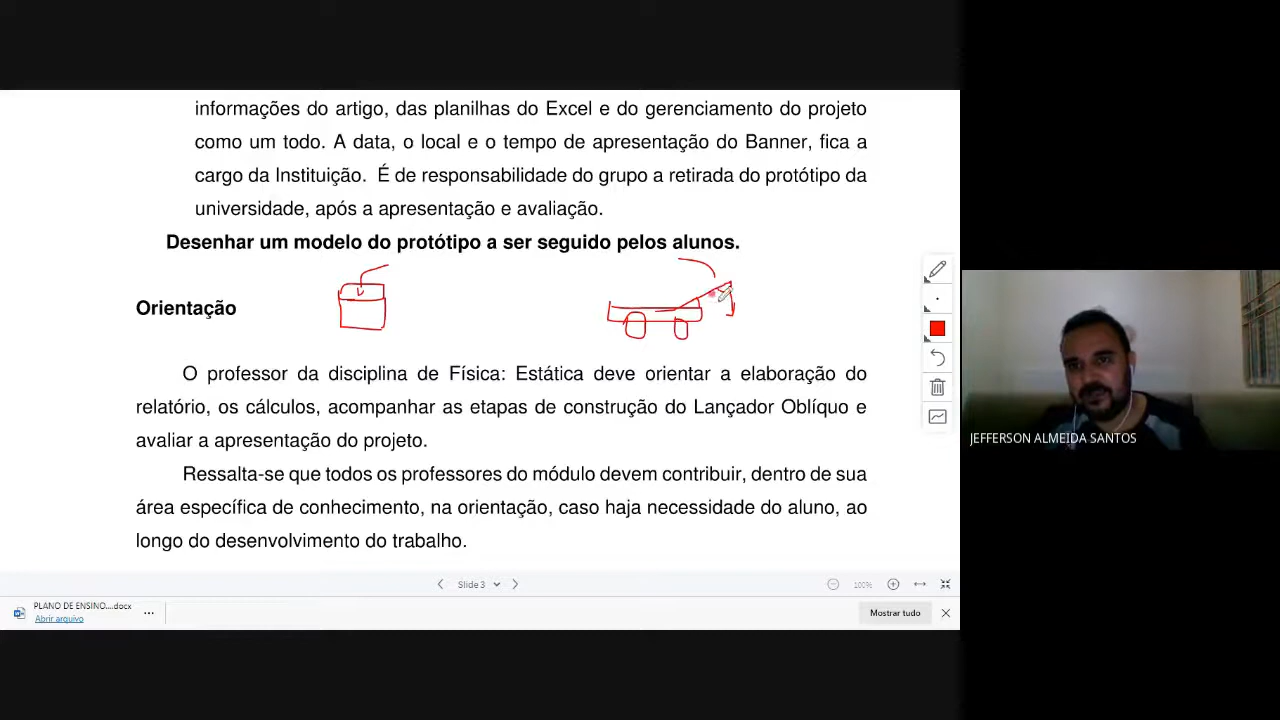 informações do artigo, das planilhas do Excel e do gerenciamento do projeto
como um todo. A data, o local e o tempo de apresentação do Banner, fica a
cargo da Instituição. É de responsabilidade do grupo a retirada do protótipo da
universidade, após a apresentação e avaliação.
Desenhar um modelo do protótipo a ser seguido pelos alunos.
Orientação
O professor da disciplina de Física: Estática deve orientar a elaboração do
relatório, os cálculos, acompanhar as etapas de construção do Lançador Oblíquo e
avaliar a apresentação do projeto.
Ressalta-se que todos os professores do módulo devem contribuir, dentro de sua
área específica de conhecimento, na orientação, caso haja necessidade do aluno, ao
longo do desenvolvimento do trabalho.
JEFFERSON ALMEIDA SANTOS
Slide 3
100%
PLANO DE ENSINO....docx
Abrir arquivo
Mostrar tudo